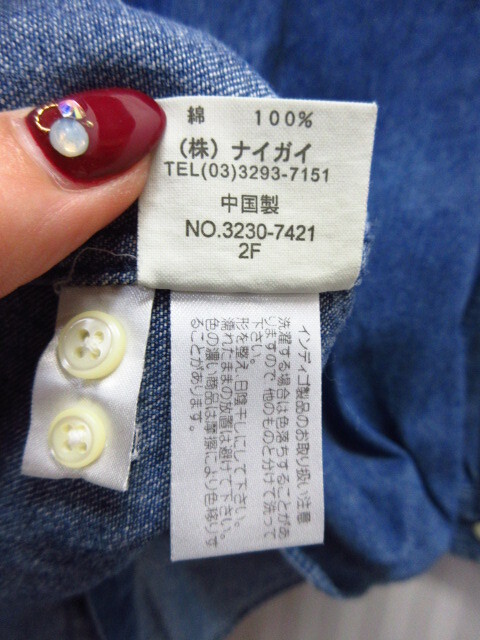 綿 100%
(株)ナイガイ
TEL(03)3293-7151
中国製
NO.3230-7421
2F
インディゴ製品のお取り扱い注意
洗濯する場合は色落ちすることがあ
りますので、他のものと分けて洗って
下さい。
形を整え、日陰干しにして下さい。
濡れたままの放置は避けて下さい。
色の濃い商品は摩擦により色移りす
ることがあります。